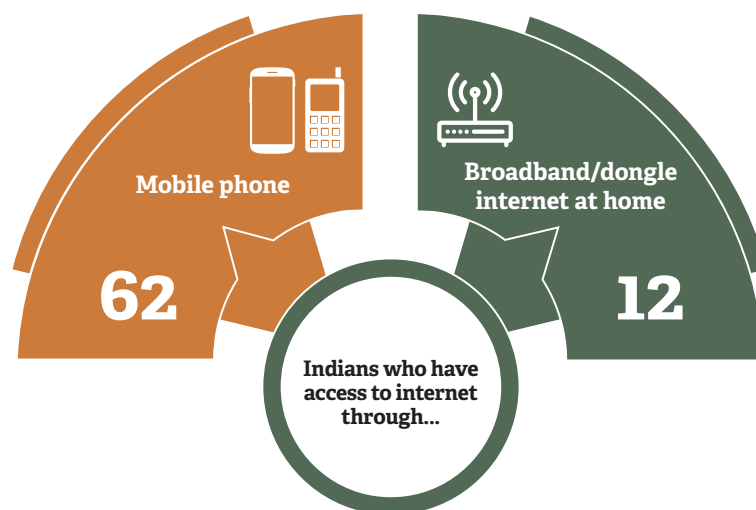 Mobile phone
62
Broadband/dongle
internet at home
12
Indians who have
access to internet
through...